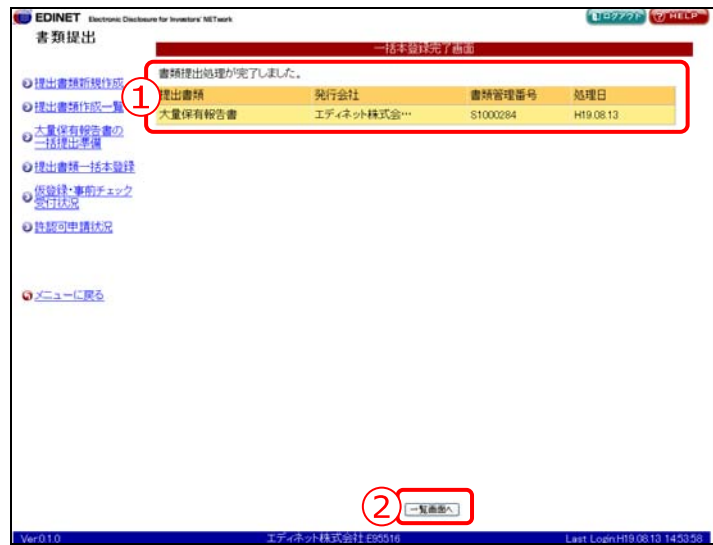 EDINET Electronic Disclosure for Investors' NETwork
ログアウト ? HELP
書類提出
一括本登録完了画面
書類提出処理が完了しました。
①
提出書類 発行会社 書類管理番号 処理日
大量保有報告書 エディネット株式会… S1000284 H19.08.13
提出書類新規作成
提出書類作成一覧
大量保有報告書の
一括提出準備
提出書類一括本登録
仮登録・事前チェック
受付状況
許認可申請状況
メニューに戻る
②
一覧画面へ
Ver0.1.0 エディネット株式会社:E95516 Last Login:H19.08.13 14:53:58